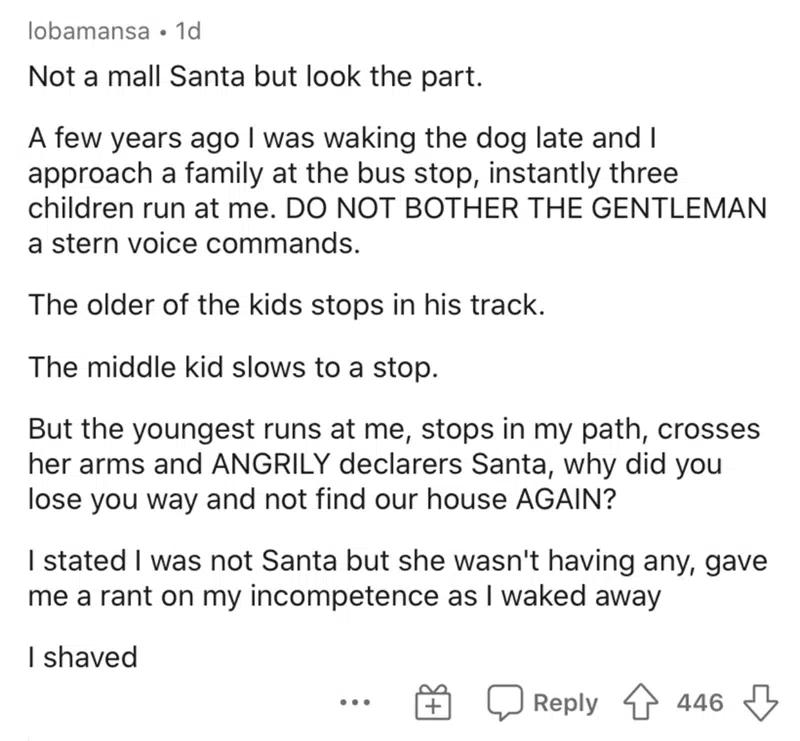 lobamansa • 1d
Not a mall Santa but look the part.
A few years ago I was waking the dog late and I
approach a family at the bus stop, instantly three
children run at me. DO NOT BOTHER THE GENTLEMAN
a stern voice commands.
The older of the kids stops in his track.
The middle kid slows to a stop.
But the youngest runs at me, stops in my path, crosses
her arms and ANGRILY declarers Santa, why did you
lose you way and not find our house AGAIN?
I stated I was not Santa but she wasn't having any, gave
me a rant on my incompetence as I waked away
I shaved
... Reply 446